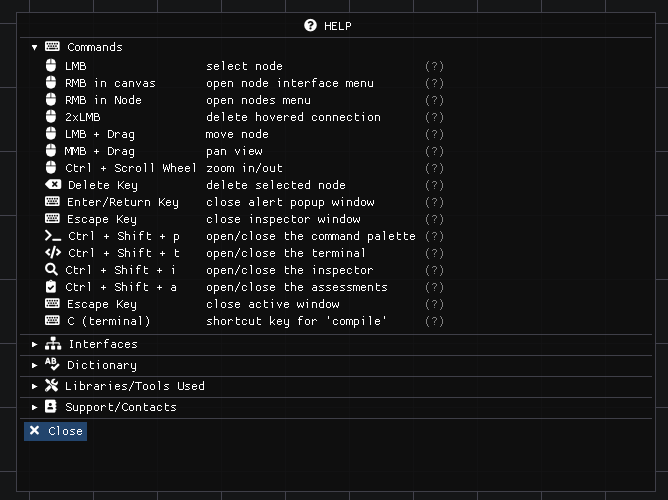 HELP
Commands
LMB select node (?)
RMB in canvas open node interface menu (?)
RMB in Node open nodes menu (?)
2xLMB delete hovered connection (?)
LMB + Drag move node (?)
MMB + Drag pan view (?)
Ctrl + Scroll Wheel zoom in/out (?)
Delete Key delete selected node (?)
Enter/Return Key close alert popup window (?)
Escape Key close inspector window (?)
Ctrl + Shift + p open/close the command palette (?)
Ctrl + Shift + t open/close the terminal (?)
Ctrl + Shift + i open/close the inspector (?)
Ctrl + Shift + a open/close the assessments (?)
Escape Key close active window (?)
C (terminal) shortcut key for 'compile' (?)
Interfaces
Dictionary
Libraries/Tools Used
Support/Contacts
Close